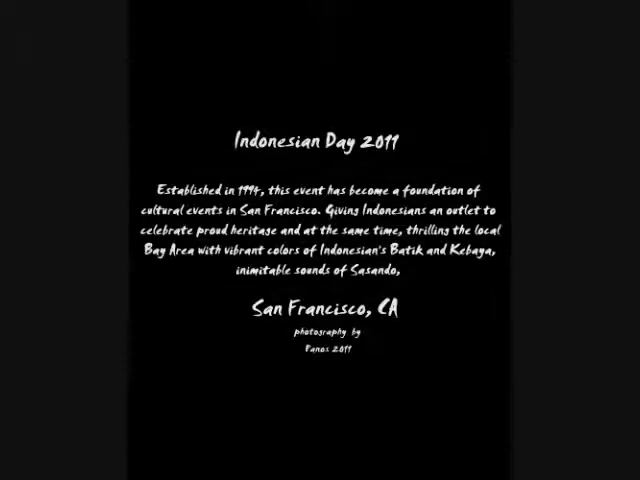 Indonesian Day 2011
Established in 1994, this event has become a foundation of
cultural events in San Francisco. Giving Indonesians an outlet to
celebrate proud heritage and at the same time, thrilling the local
Bay Area with vibrant colors of Indonesian's Batik and Kebaya,
inimitable sounds of Sasando,
San Francisco, CA
photography by
Fanos 2011